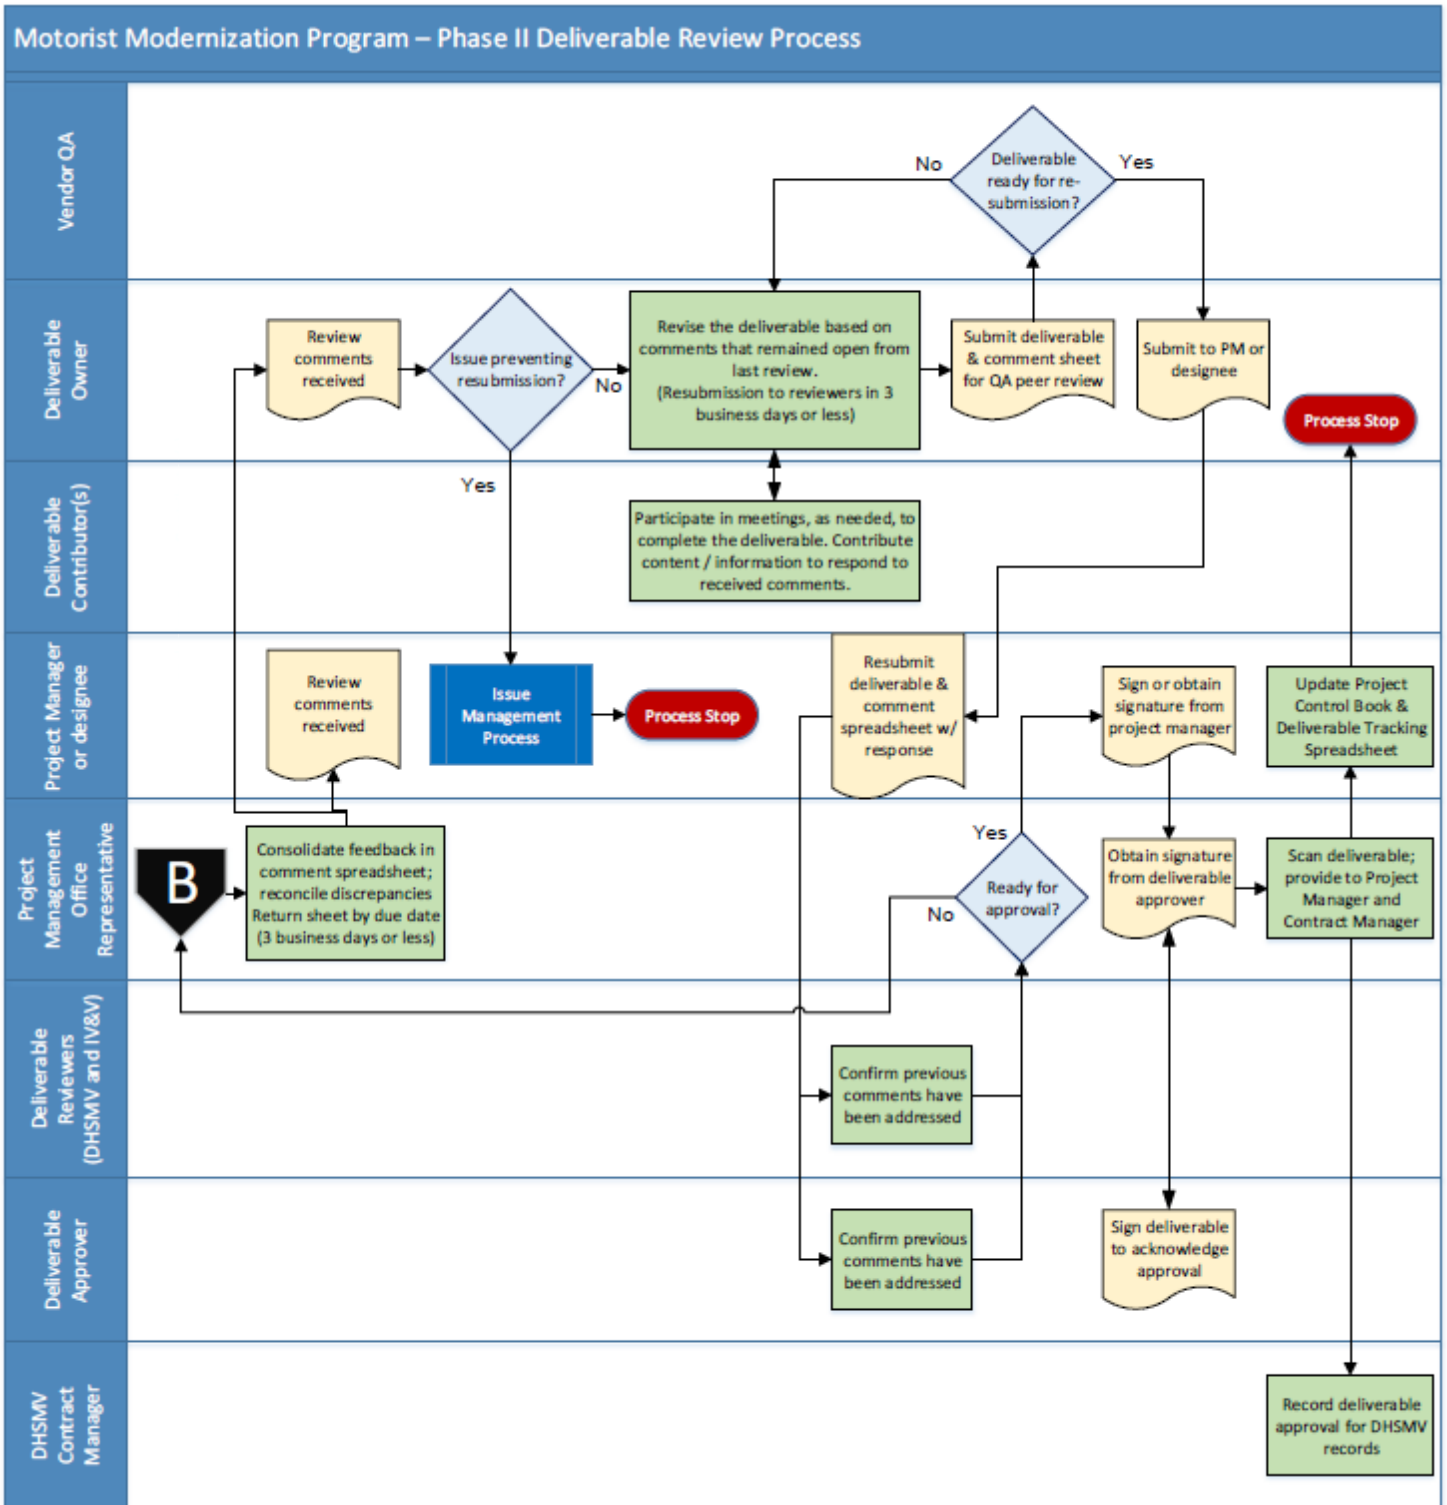 Motorist Modernization Program – Phase II Deliverable Review Process
Vendor QA
No
Deliverable
ready for re-
submission?
Yes
Deliverable
Owner
Review
comments
received
Issue preventing
resubmission?
No
Yes
Revise the deliverable based on
comments that remained open from
last review.
(Resubmission to reviewers in 3
business days or less)
Submit deliverable
& comment sheet
for QA peer review
Submit to PM or
designee
Process Stop
Deliverable
Contributor(s)
Participate in meetings, as needed, to
complete the deliverable. Contribute
content / information to respond to
received comments.
Project Manager
or designee
Review
comments
received
Issue
Management
Process
Process Stop
Resubmit
deliverable &
comment
spreadsheet w/
response
Sign or obtain
signature from
project manager
Update Project
Control Book &
Deliverable Tracking
Spreadsheet
Project
Management
Office
Representative
B
Consolidate feedback in
comment spreadsheet;
reconcile discrepancies
Return sheet by due date
(3 business days or less)
Yes
Ready for
approval?
No
Obtain signature
from deliverable
approver
Scan deliverable;
provide to Project
Manager and
Contract Manager
Deliverable
Reviewers
(DHSMV and IV&V)
Confirm previous
comments have
been addressed
Deliverable
Approver
Confirm previous
comments have
been addressed
Sign deliverable
to acknowledge
approval
DHSMV
Contract
Manager
Record deliverable
approval for DHSMV
records